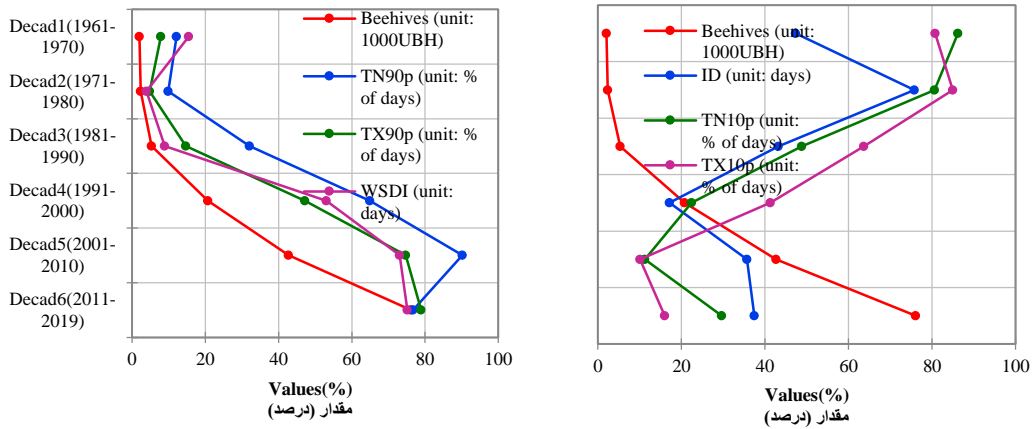 Decad1(1961-
1970)
Decad2(1971-
1980)
Decad3(1981-
1990)
Decad4(1991-
2000)
Decad5(2001-
2010)
Decad6(2011-
2019)
Beehives (unit:
1000UBH)
TN90p (unit: %
of days)
TX90p (unit: %
of days)
WSDI (unit:
days)
0 20 40 60 80 100
Values(%)
مقدار (درصد)
Beehives (unit:
1000UBH)
ID (unit: days)
TN10p (unit:
% of days)
TX10p (unit:
% of days)
0 20 40 60 80 100
Values(%)
مقدار (درصد)